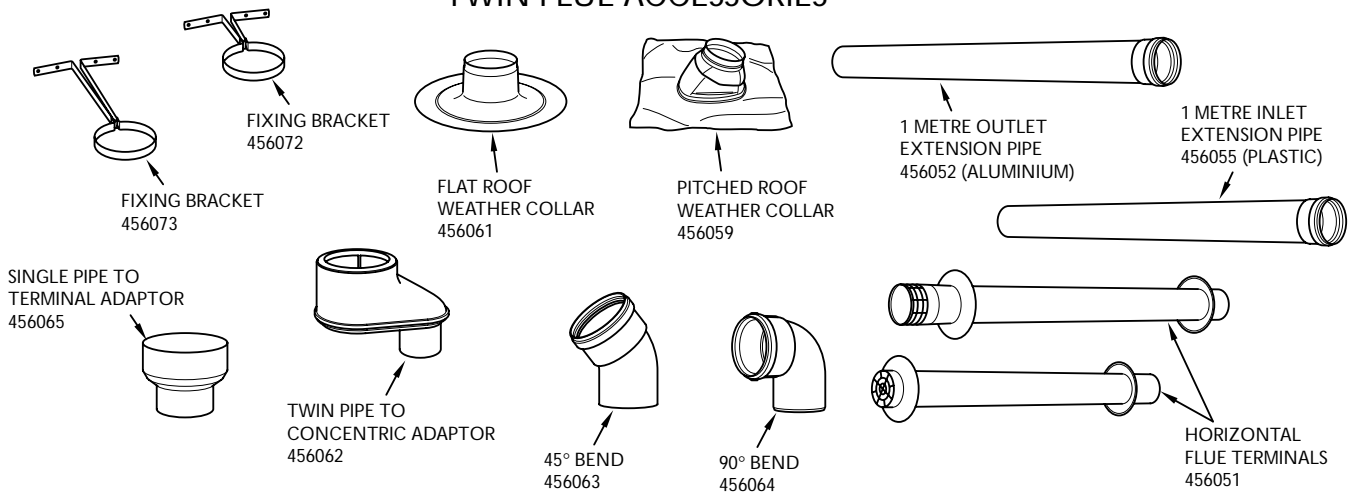 TWIN FLUE ACCESSORIES
FIXING BRACKET
456072
FIXING BRACKET
456073
FLAT ROOF
WEATHER COLLAR
456061
PITCHED ROOF
WEATHER COLLAR
456059
1 METRE OUTLET
EXTENSION PIPE
456052 (ALUMINIUM)
1 METRE INLET
EXTENSION PIPE
456055 (PLASTIC)
SINGLE PIPE TO
TERMINAL ADAPTOR
456065
TWIN PIPE TO
CONCENTRIC ADAPTOR
456062
45° BEND
456063
90° BEND
456064
HORIZONTAL
FLUE TERMINALS
456051